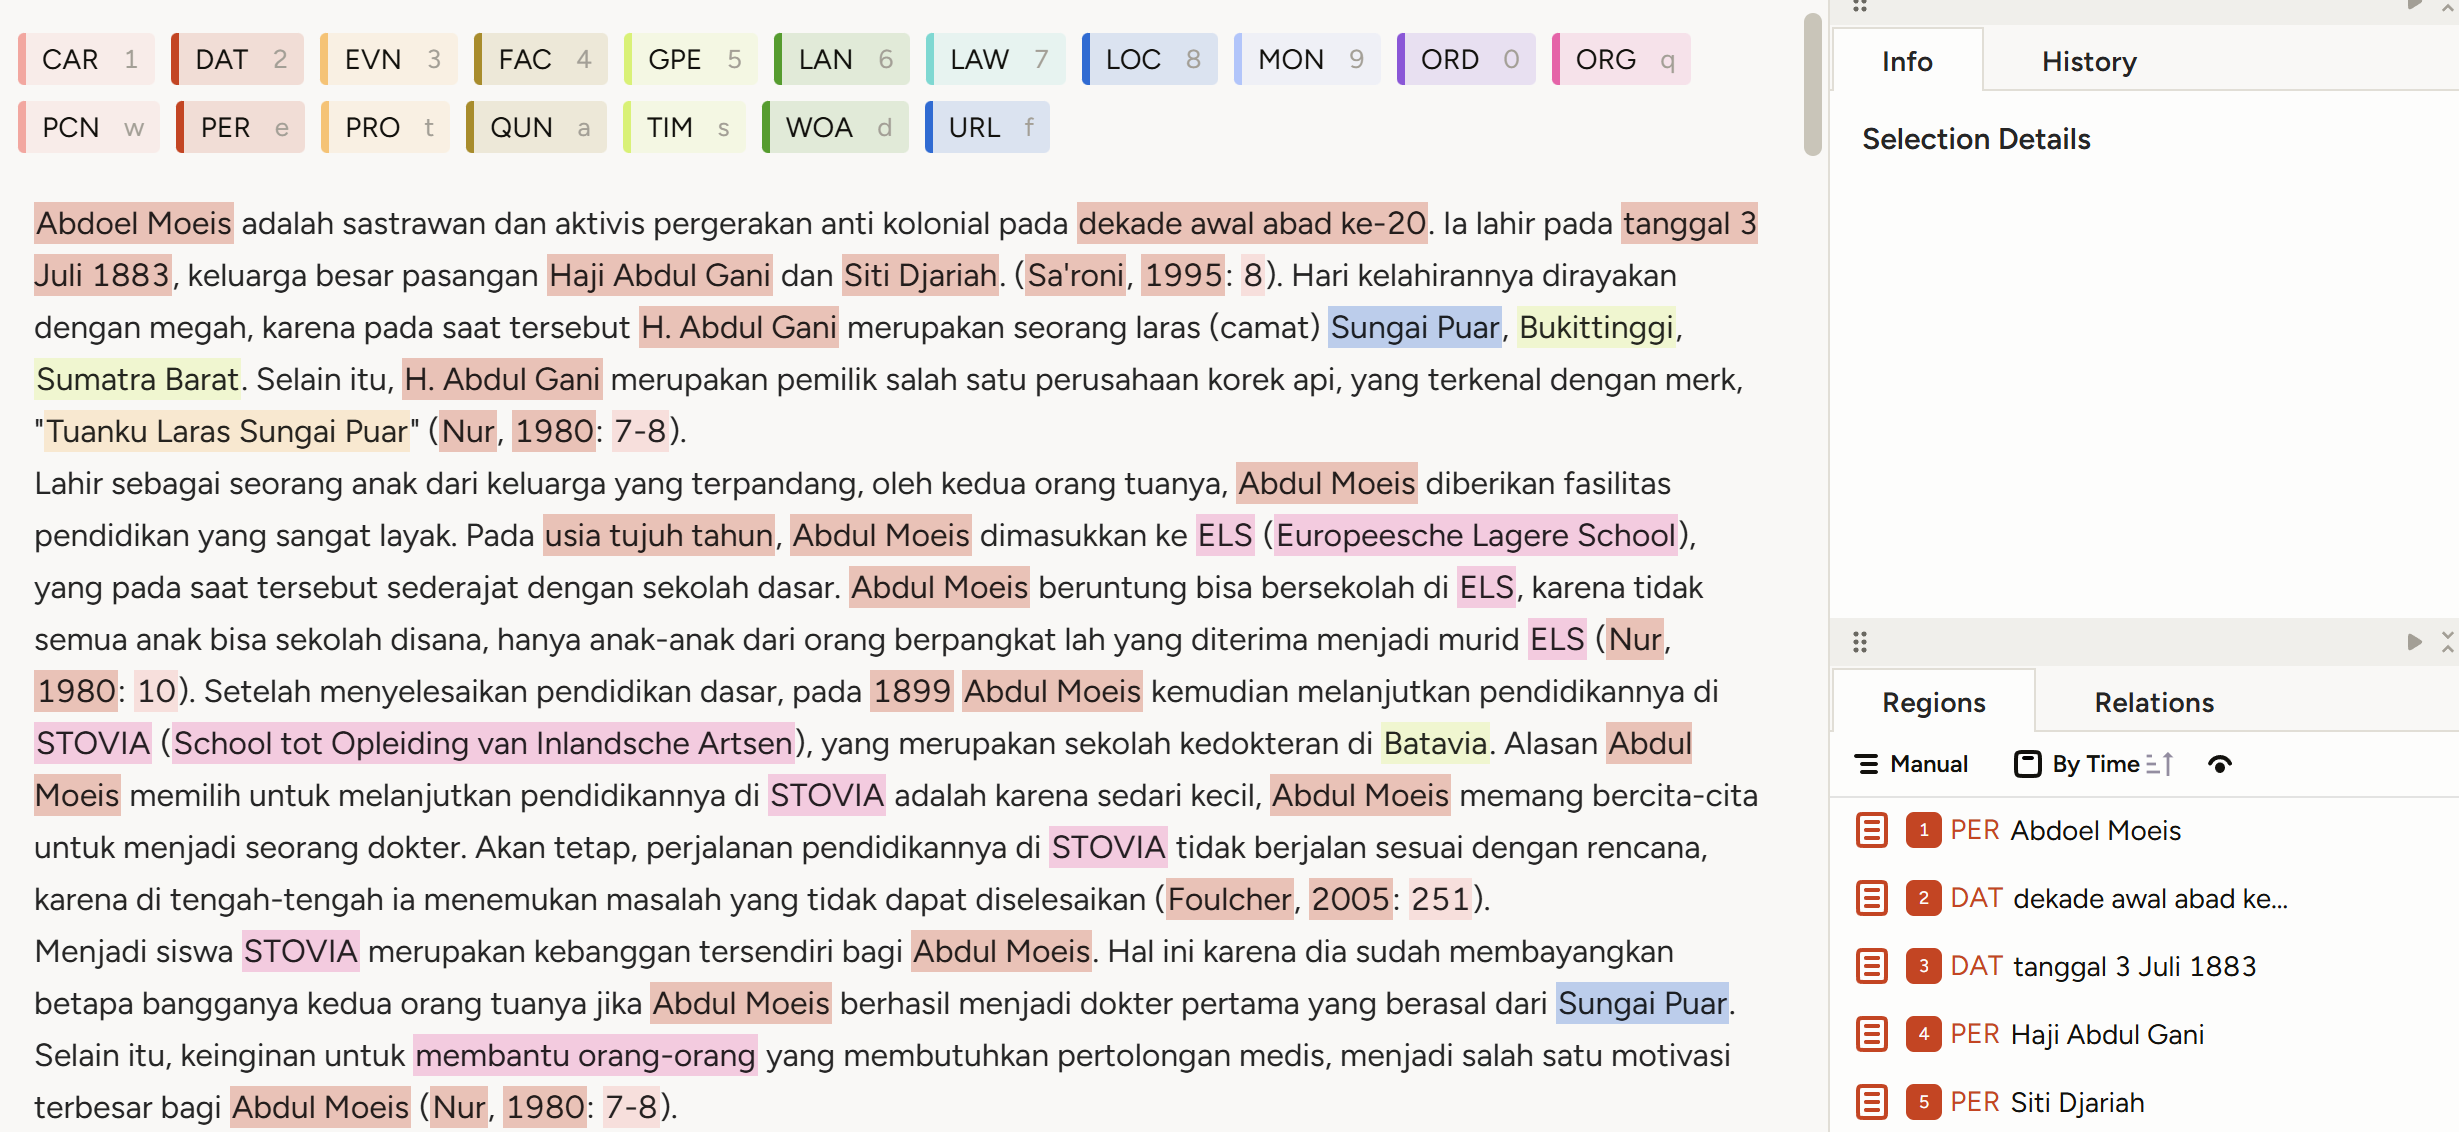 CAR 1 DAT 2 EVN 3 FAC 4 GPE 5 LAN 6 LAW 7 LOC 8 MON 9 ORD 0 ORG q
PCN w PER e PRO t QUN a TIM s WOA d URL f
Abdoel Moeis adalah sastrawan dan aktivis pergerakan anti kolonial pada dekade awal abad ke-20. Ia lahir pada tanggal 3
Juli 1883, keluarga besar pasangan Haji Abdul Gani dan Siti Djariah. (Sa'roni, 1995: 8). Hari kelahirannya dirayakan
dengan megah, karena pada saat tersebut H. Abdul Gani merupakan seorang laras (camat) Sungai Puar, Bukittinggi,
Sumatra Barat. Selain itu, H. Abdul Gani merupakan pemilik salah satu perusahaan korek api, yang terkenal dengan merk,
"Tuanku Laras Sungai Puar" (Nur, 1980: 7-8).
Lahir sebagai seorang anak dari keluarga yang terpandang, oleh kedua orang tuanya, Abdul Moeis diberikan fasilitas
pendidikan yang sangat layak. Pada usia tujuh tahun, Abdul Moeis dimasukkan ke ELS (Europeesche Lagere School),
yang pada saat tersebut sederajat dengan sekolah dasar. Abdul Moeis beruntung bisa bersekolah di ELS, karena tidak
semua anak bisa sekolah disana, hanya anak-anak dari orang berpangkat lah yang diterima menjadi murid ELS (Nur,
1980: 10). Setelah menyelesaikan pendidikan dasar, pada 1899 Abdul Moeis kemudian melanjutkan pendidikannya di
STOVIA (School tot Opleiding van Inlandsche Artsen), yang merupakan sekolah kedokteran di Batavia. Alasan Abdul
Moeis memilih untuk melanjutkan pendidikannya di STOVIA adalah karena sedari kecil, Abdul Moeis memang bercita-cita
untuk menjadi seorang dokter. Akan tetap, perjalanan pendidikannya di STOVIA tidak berjalan sesuai dengan rencana,
karena di tengah-tengah ia menemukan masalah yang tidak dapat diselesaikan (Foulcher, 2005: 251).
Menjadi siswa STOVIA merupakan kebanggan tersendiri bagi Abdul Moeis. Hal ini karena dia sudah membayangkan
betapa bangganya kedua orang tuanya jika Abdul Moeis berhasil menjadi dokter pertama yang berasal dari Sungai Puar.
Selain itu, keinginan untuk membantu orang-orang yang membutuhkan pertolongan medis, menjadi salah satu motivasi
terbesar bagi Abdul Moeis (Nur, 1980: 7-8).
Info History
Selection Details
Regions Relations
Manual By Time
1 PER Abdoel Moeis
2 DAT dekade awal abad ke...
3 DAT tanggal 3 Juli 1883
4 PER Haji Abdul Gani
5 PER Siti Djariah